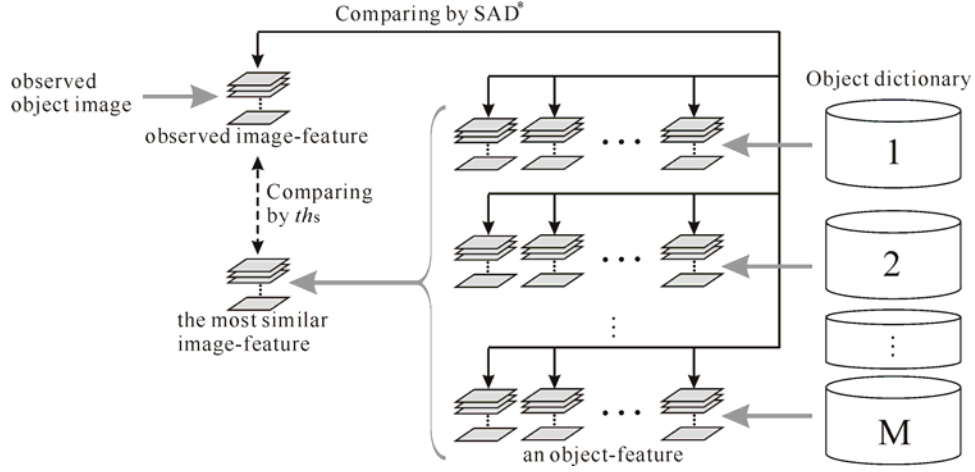 Comparing by SAD*
observed
object image
observed image-feature
Comparing
by ths
the most similar
image-feature
Object dictionary
1
2
⋮
M
...
...
⋮
...
an object-feature